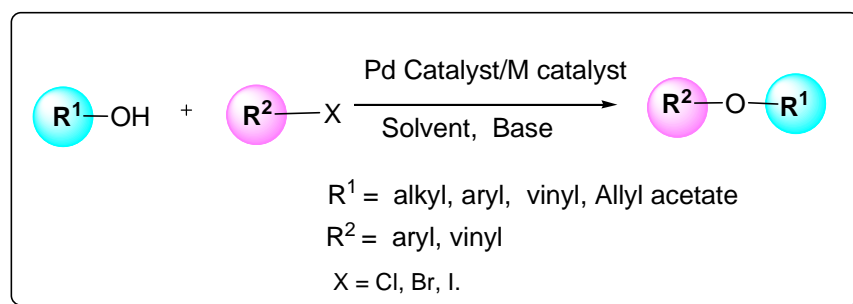 R¹-OH + R²-X Pd Catalyst/M catalyst R²-O-R¹
Solvent, Base
R¹ = alkyl, aryl, vinyl, Allyl acetate
R² = aryl, vinyl
X = Cl, Br, I.